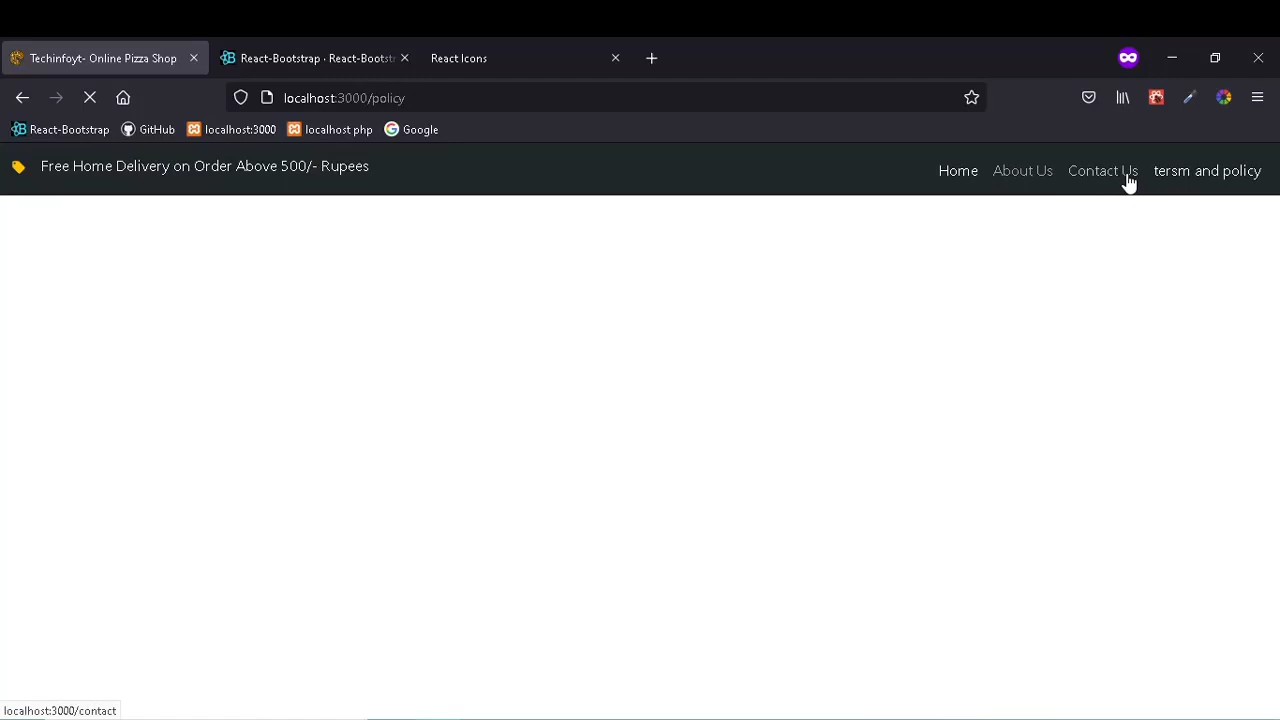 Techinfoyt- Online Pizza Shop
React-Bootstrap · React-Bootstr
React Icons
localhost:3000/policy
React-Bootstrap GitHub localhost:3000 localhost php Google
Free Home Delivery on Order Above 500/- Rupees
Home About Us Contact Us tersm and policy
localhost:3000/contact